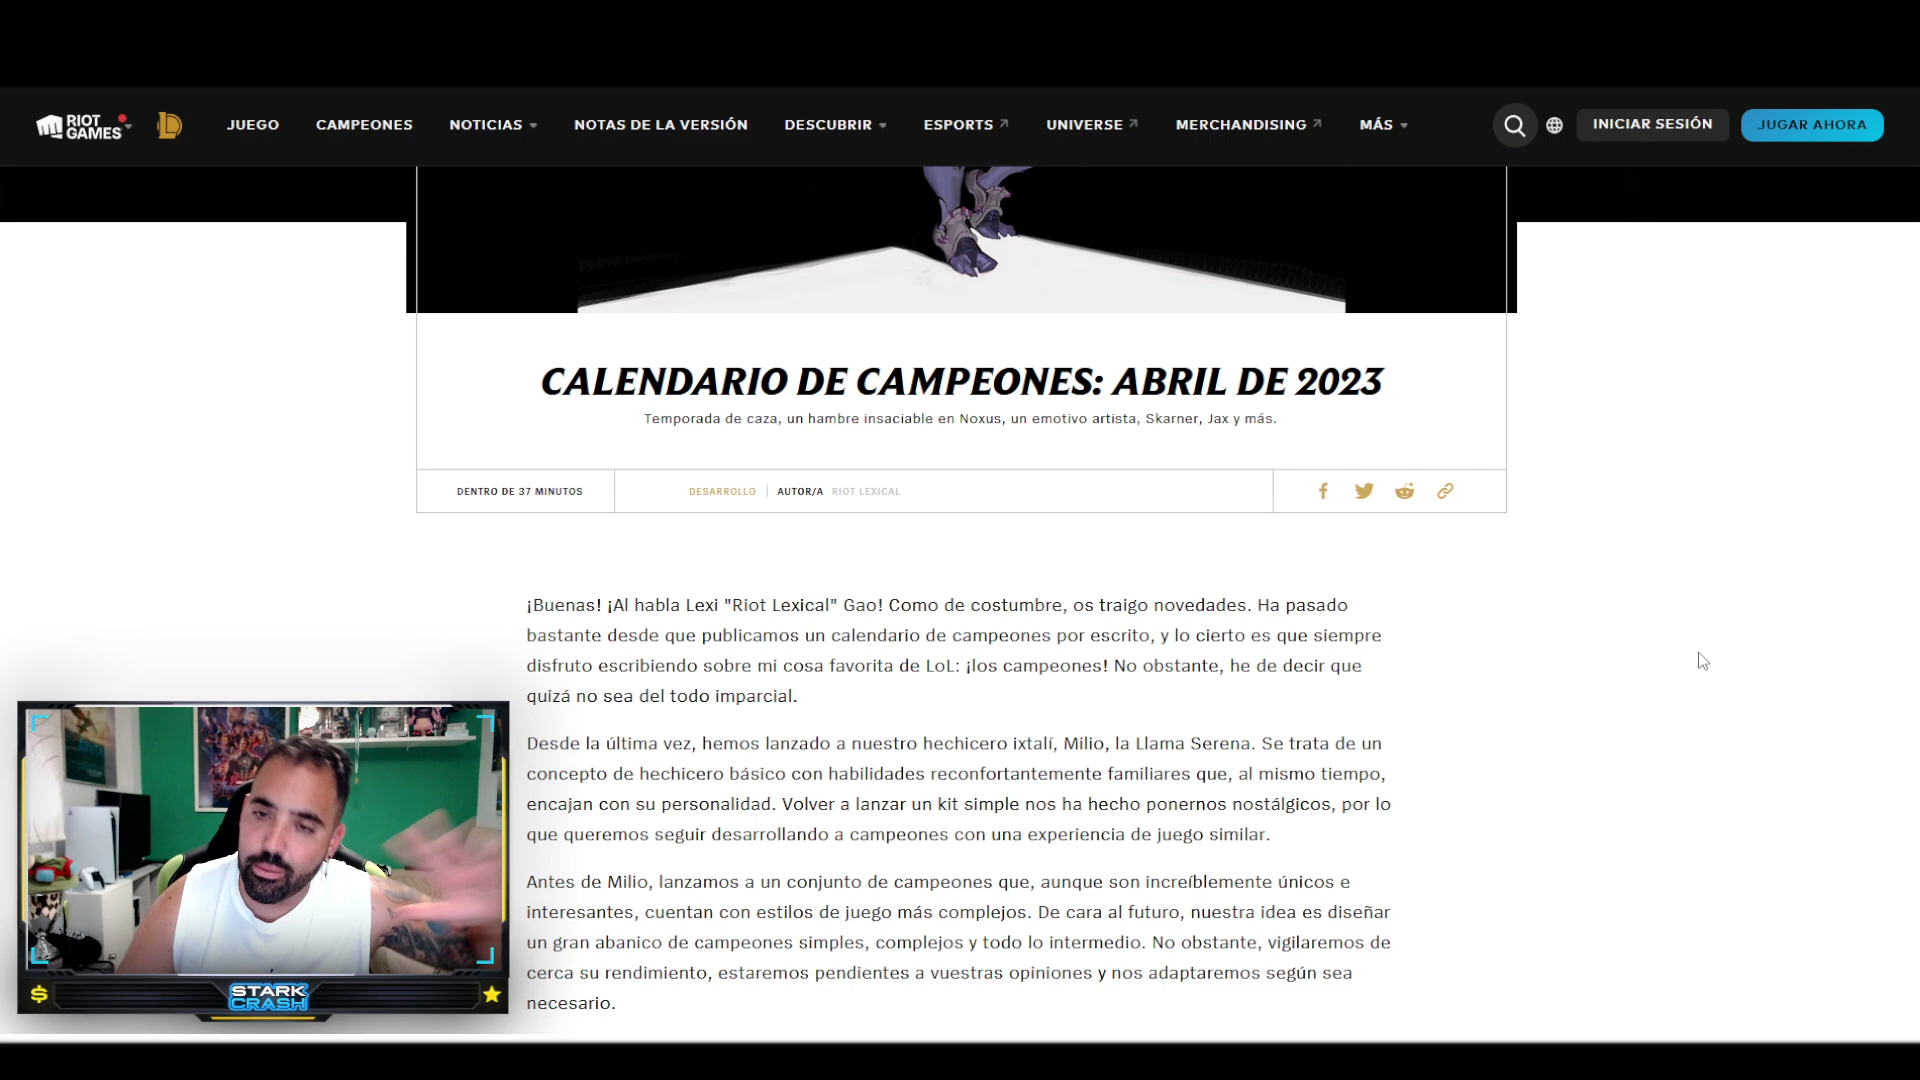 RIOT GAMES
JUEGO
CAMPEONES
NOTICIAS
NOTAS DE LA VERSIÓN
DESCUBRIR
ESPORTS
UNIVERSE
MERCHANDISING
MÁS
INICIAR SESIÓN
JUGAR AHORA
CALENDARIO DE CAMPEONES: ABRIL DE 2023
Temporada de caza, un hambre insaciable en Noxus, un emotivo artista, Skarner, Jax y más.
DENTRO DE 37 MINUTOS
DESARROLLO | AUTOR/A RIOT LEXICAL
¡Buenas! ¡Al habla Lexi "Riot Lexical" Gao! Como de costumbre, os traigo novedades. Ha pasado
bastante desde que publicamos un calendario de campeones por escrito, y lo cierto es que siempre
disfruto escribiendo sobre mi cosa favorita de LoL: ¡los campeones! No obstante, he de decir que
quizá no sea del todo imparcial.
Desde la última vez, hemos lanzado a nuestro hechicero ixtalí, Milio, la Llama Serena. Se trata de un
concepto de hechicero básico con habilidades reconfortantemente familiares que, al mismo tiempo,
encajan con su personalidad. Volver a lanzar un kit simple nos ha hecho ponernos nostálgicos, por lo
que queremos seguir desarrollando a campeones con una experiencia de juego similar.
Antes de Milio, lanzamos a un conjunto de campeones que, aunque son increíblemente únicos e
interesantes, cuentan con estilos de juego más complejos. De cara al futuro, nuestra idea es diseñar
un gran abanico de campeones simples, complejos y todo lo intermedio. No obstante, vigilaremos de
cerca su rendimiento, estaremos pendientes a vuestras opiniones y nos adaptaremos según sea
necesario.
STARK
CRASH